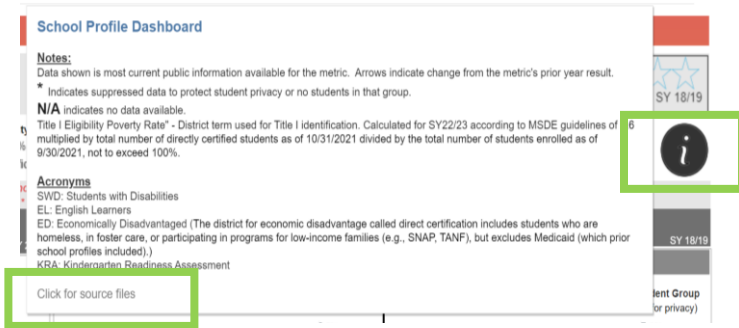 School Profile Dashboard
Notes:
Data shown is most current public information available for the metric. Arrows indicate change from the metric's prior year result.
* Indicates suppressed data to protect student privacy or no students in that group.
N/A indicates no data available.
Title I Eligibility Poverty Rate" - District term used for Title I identification. Calculated for SY22/23 according to MSDE guidelines of 6
multiplied by total number of directly certified students as of 10/31/2021 divided by the total number of students enrolled as of
9/30/2021, not to exceed 100%.
Acronyms
SWD: Students with Disabilities
EL: English Learners
ED: Economically Disadvantaged (The district for economic disadvantage called direct certification includes students who are
homeless, in foster care, or participating in programs for low-income families (e.g., SNAP, TANF), but excludes Medicaid (which prior
school profiles included).)
KRA: Kindergarten Readiness Assessment
Click for source files
SY 18/19
i
SY 18/19
Group
or privacy)